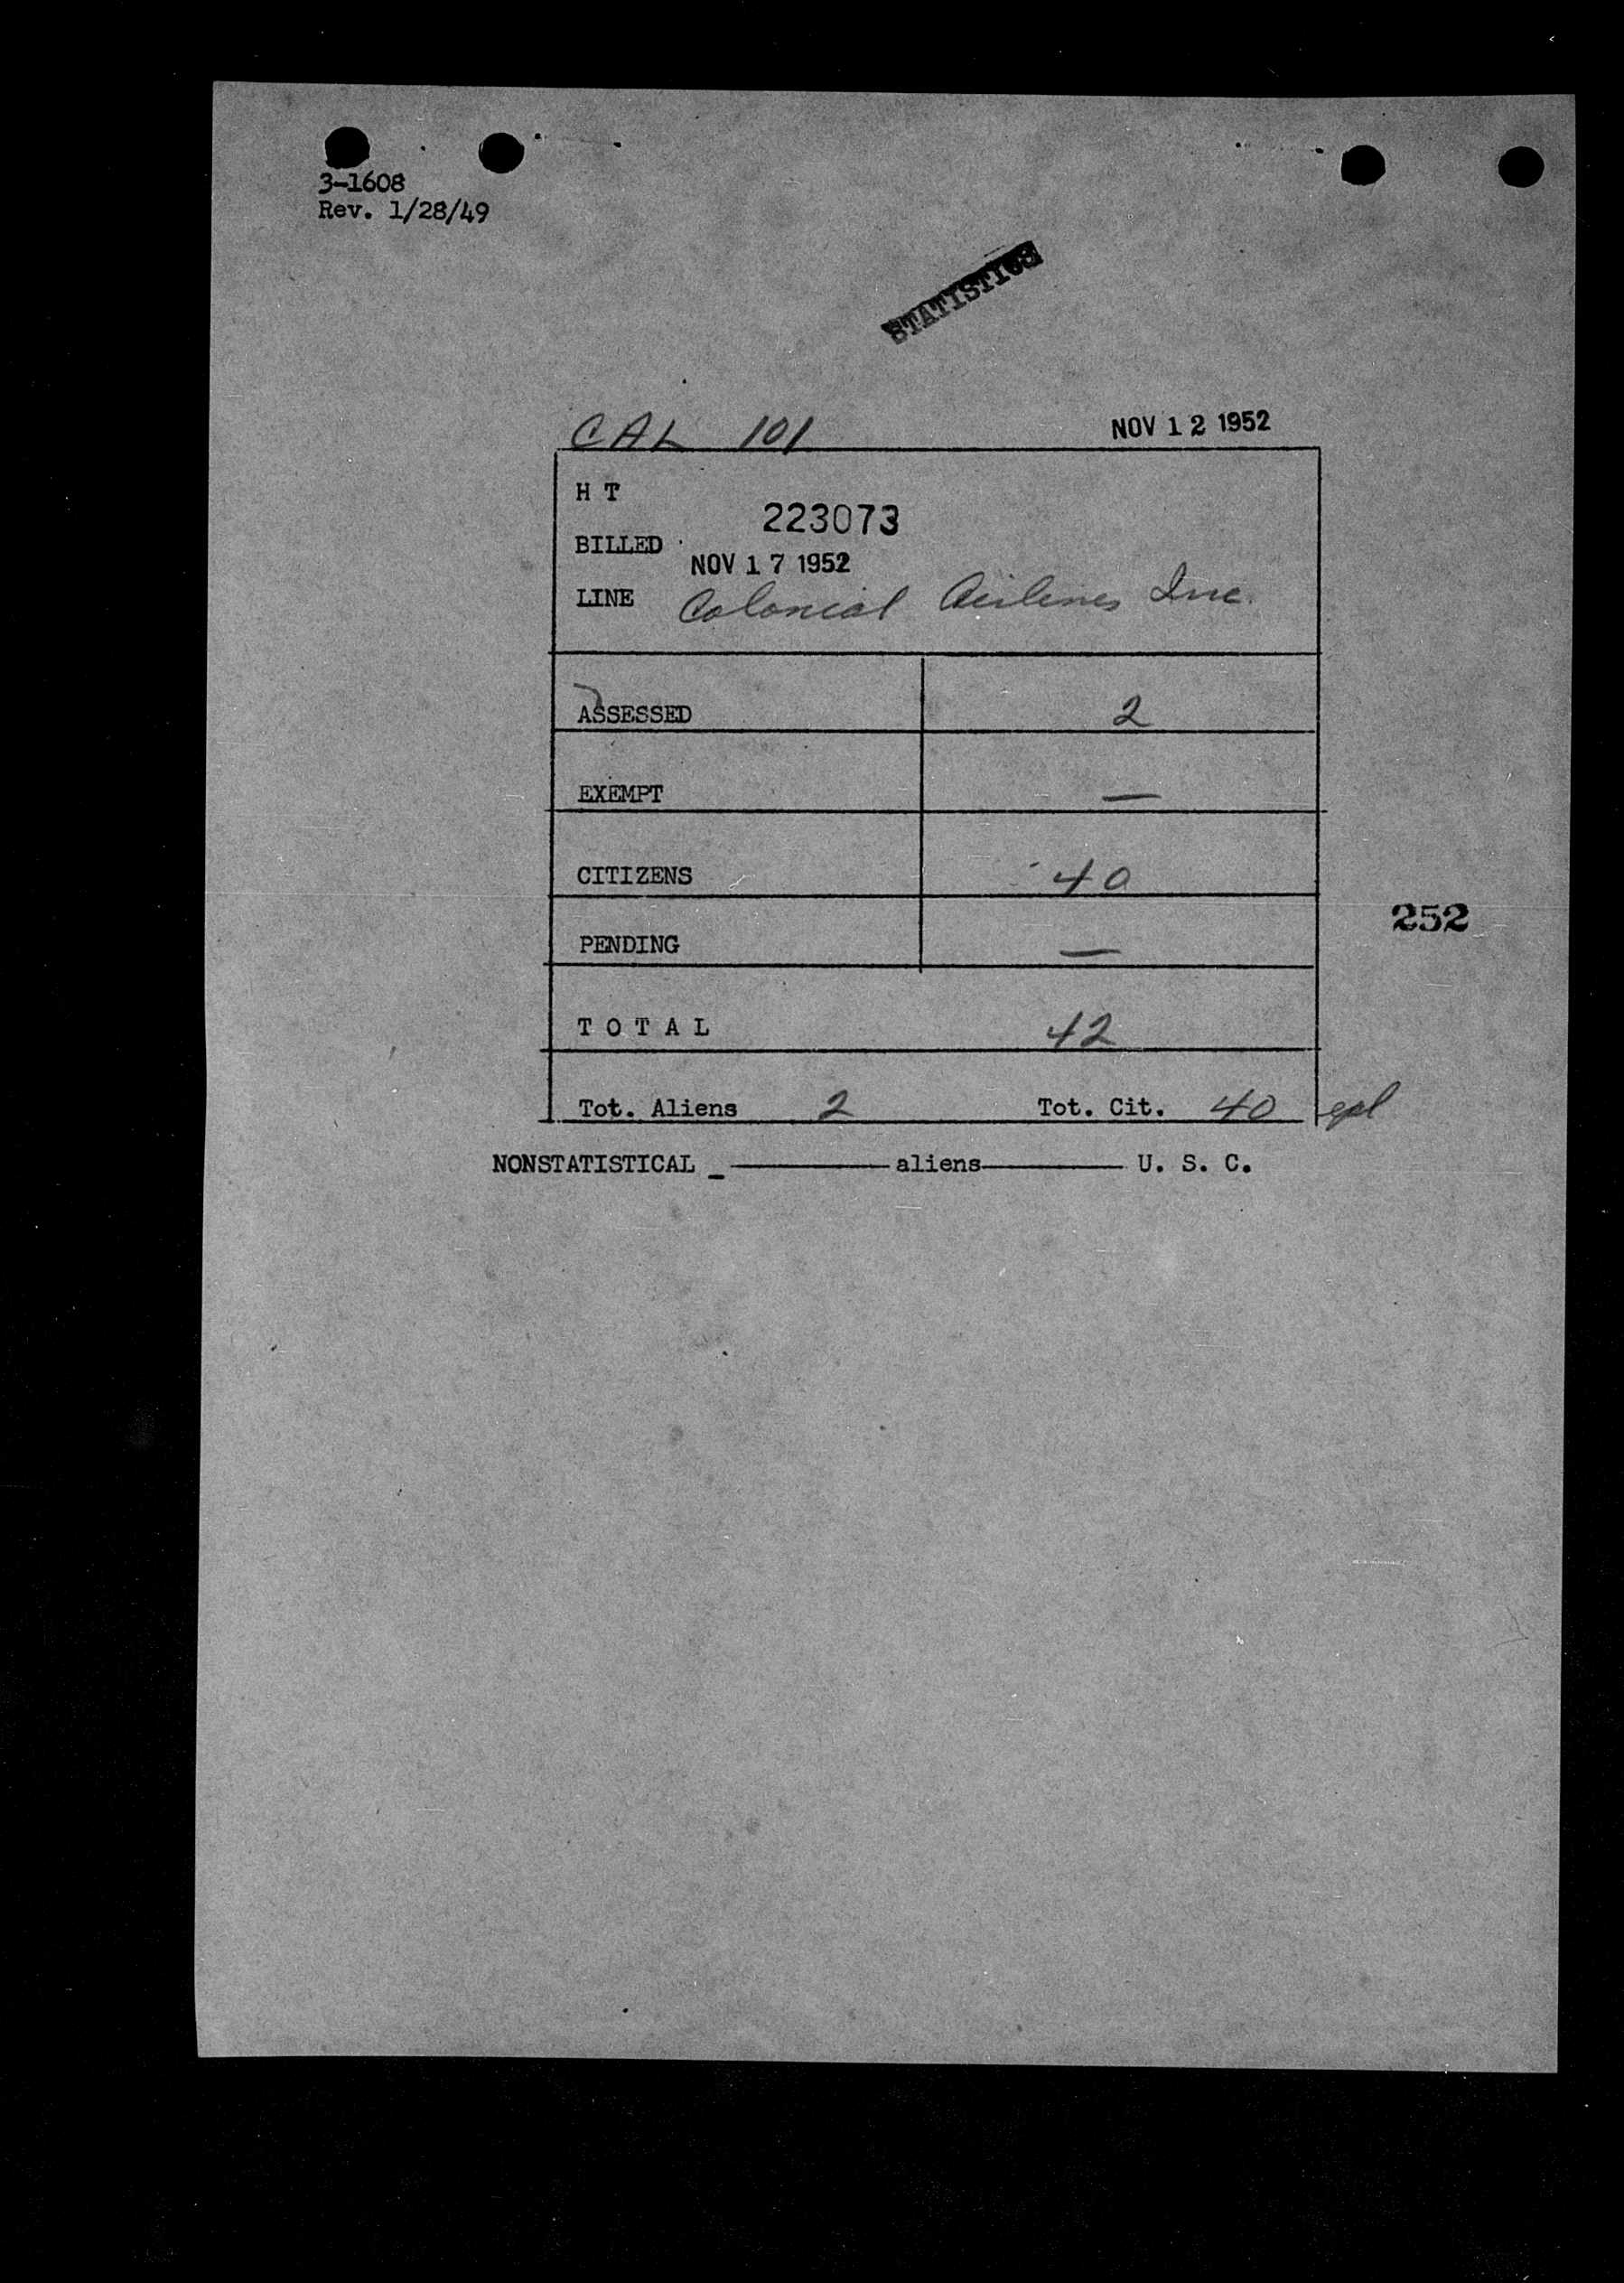 3-1608
Rev. 1/28/49
STATISTICS
CAL 101 NOV 12 1952
H T
223073
BILLED
NOV 17 1952
LINE Colonial Airlines Inc.
ASSESSED 2
EXEMPT —
CITIZENS 40
252
PENDING —
T O T A L 42
Tot. Aliens 2 Tot. Cit. 40
NONSTATISTICAL _ ——— aliens ——— U. S. C.